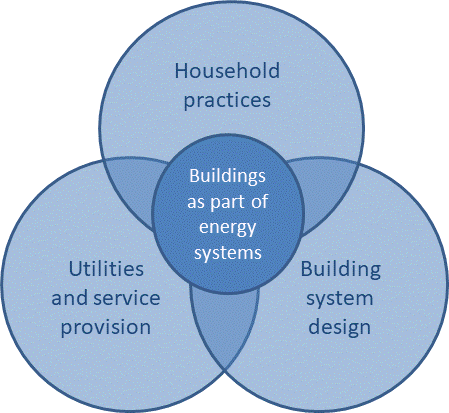 Household
practices
Buildings
as part of
energy
systems
Utilities
and service
provision
Building
system
design